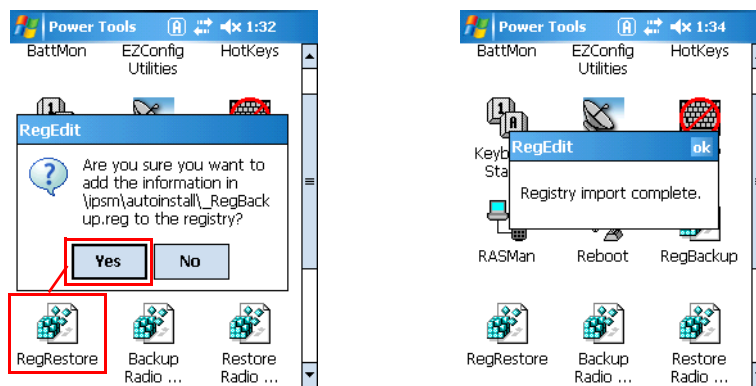 Power Tools A 1:32
BattMon EZConfig HotKeys
Utilities
1
RegEdit
Are you sure you want to
add the information in
\ipsm\autoinstall\_RegBack
up.reg to the registry?
Yes No
RegRestore Backup Restore
Radio ... Radio ...
Power Tools A 1:34
BattMon EZConfig HotKeys
Utilities
1
A
Keyb
Sta
RegEdit ok
Registry import complete.
RASMan Reboot RegBackup
RegRestore Backup Restore
Radio ... Radio ...